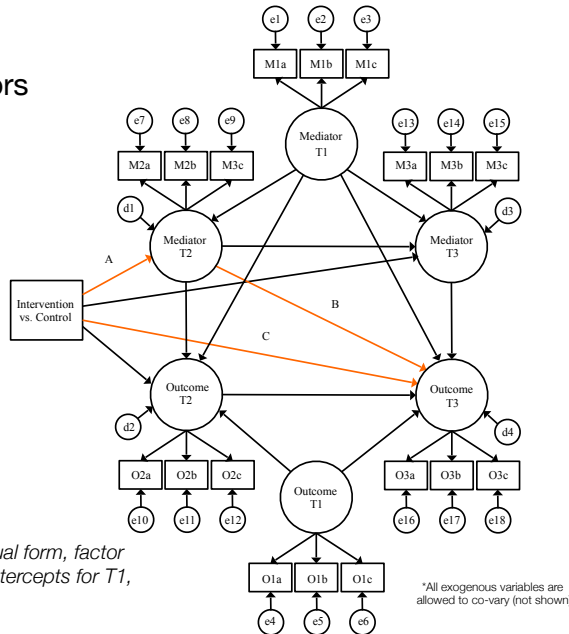 e1 e2 e3
M1a M1b M1c
ors
Mediator
T1
e7 e8 e9
e13 e14 e15
M2a M2b M3c
M3a M3b M3c
d1
d3
Mediator
T2
Mediator
T3
A
B
C
Intervention
vs. Control
Outcome
T2
Outcome
T3
d2
d4
O2a O2b O2c
O3a O3b O3c
Outcome
T1
e10 e11 e12
e16 e17 e18
ual form, factor
tercepts for T1,
O1a O1b O1c
*All exogenous variables are
allowed to co-vary (not shown
e4 e5 e6